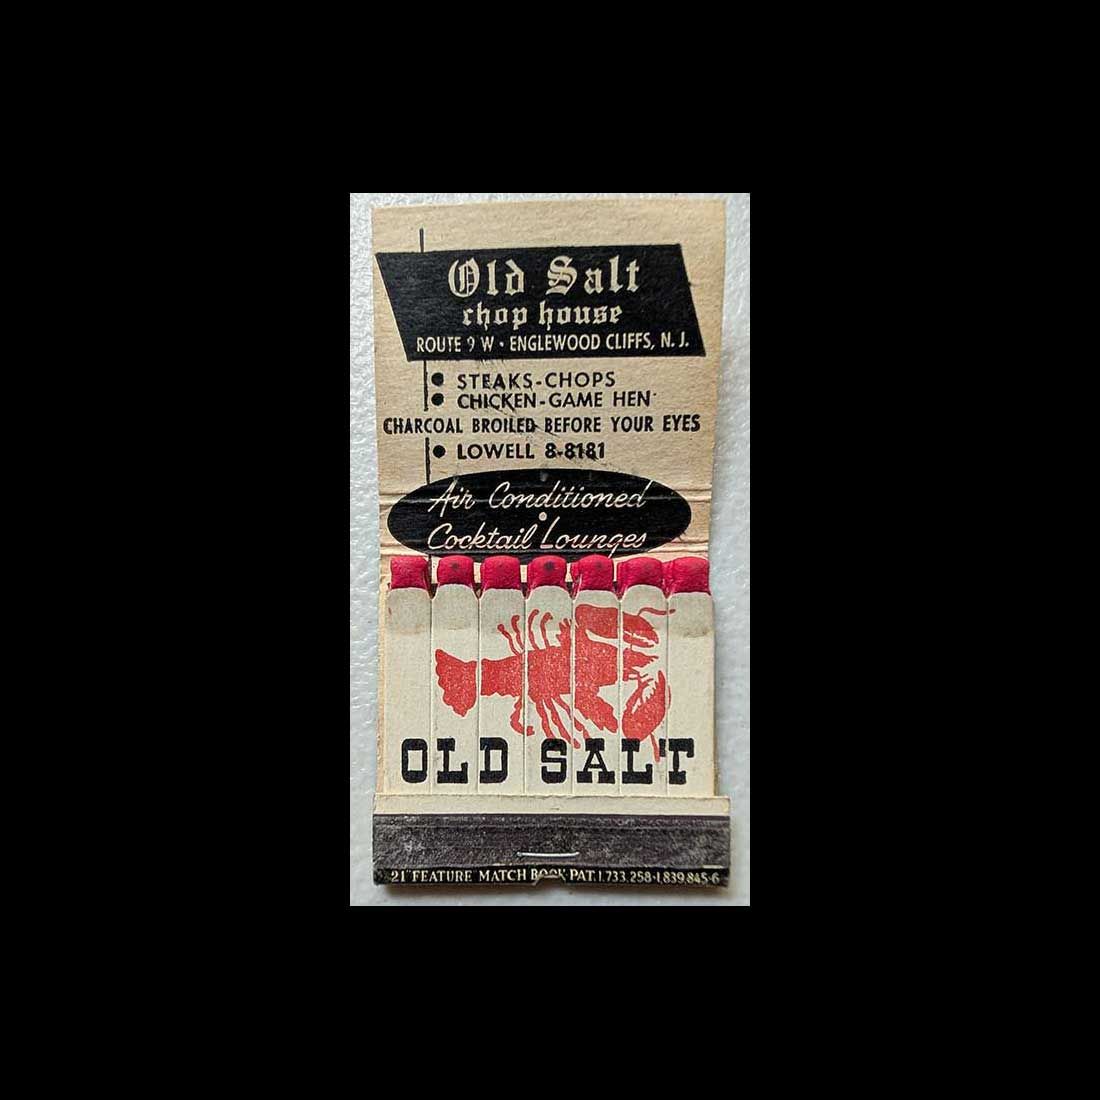 Old Salt
chop house
ROUTE 9 W • ENGLEWOOD CLIFFS, N. J.
• STEAKS-CHOPS
• CHICKEN-GAME HEN
CHARCOAL BROILED BEFORE YOUR EYES
• LOWELL 8-8181
Air Conditioned
•
Cocktail Lounges
OLD SALT
"21" FEATURE MATCH BOOK PAT. 1,733,258-1,839,845-6